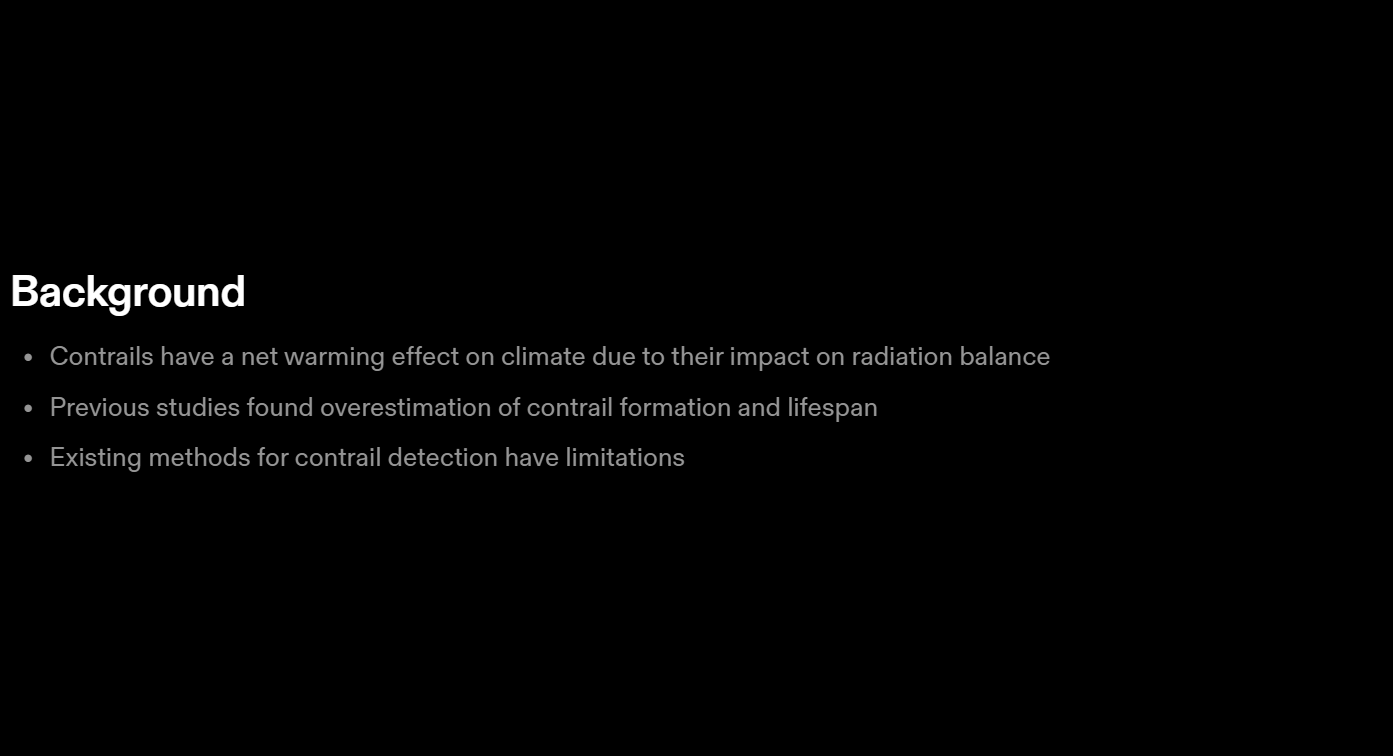 Background
• Contrails have a net warming effect on climate due to their impact on radiation balance
• Previous studies found overestimation of contrail formation and lifespan
• Existing methods for contrail detection have limitations